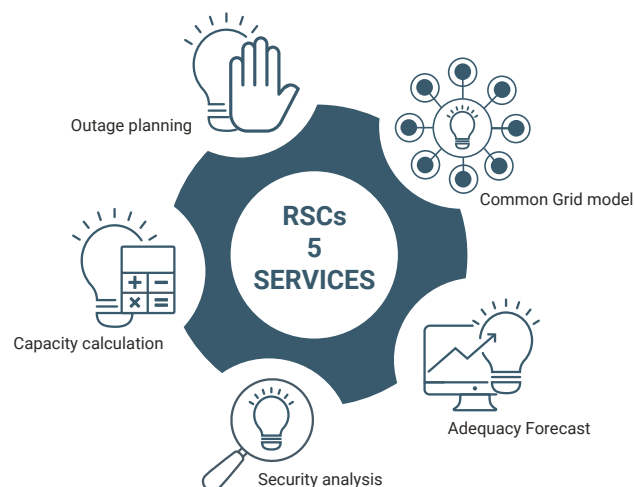 Outage planning
Common Grid model
RSCs
5
SERVICES
Capacity calculation
Adequacy Forecast
Security analysis